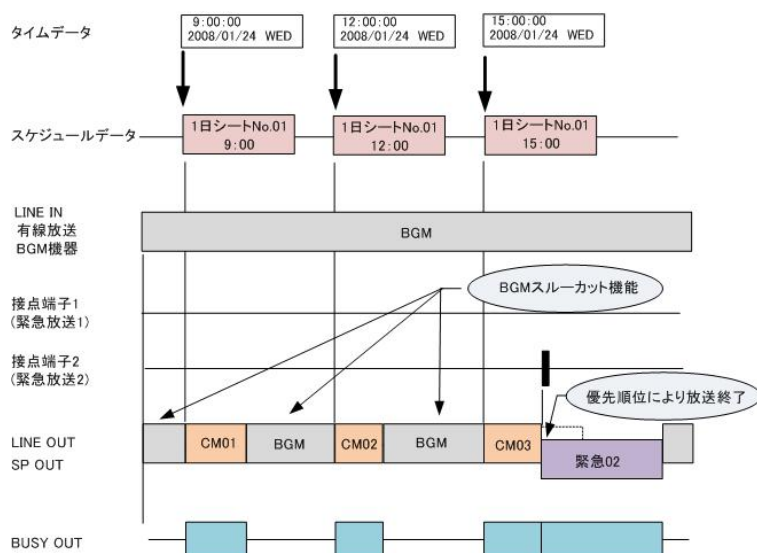 タイムデータ
9:00:00
2008/01/24 WED
12:00:00
2008/01/24 WED
15:00:00
2008/01/24 WED
スケジュールデータ
1日シートNo.01
9:00
1日シートNo.01
12:00
1日シートNo.01
15:00
LINE IN
有線放送
BGM機器
BGM
BGMスルーカット機能
接点端子1
(緊急放送1)
接点端子2
(緊急放送2)
優先順位により放送終了
LINE OUT
SP OUT
CM01
BGM
CM02
BGM
CM03
緊急02
BUSY OUT